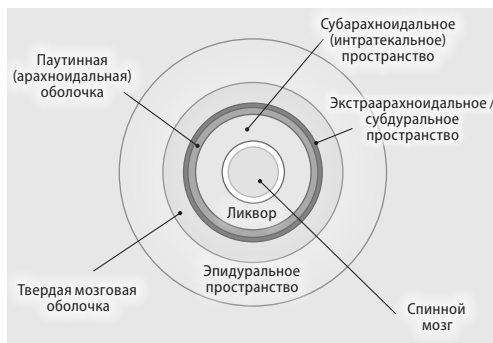 Субарахноидальное
(интратекальное)
пространство
Паутинная
(арахноидальная)
оболочка
Экстраарахноидальное /
субдуральное
пространство
Ликвор
Эпидуральное
пространство
Твердая мозговая
оболочка
Спинной
мозг